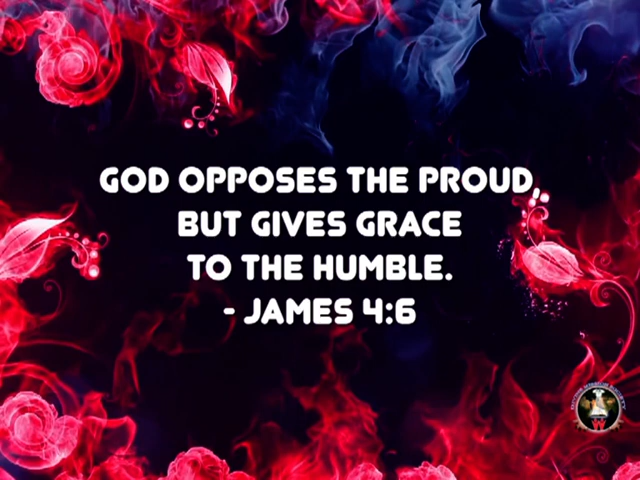 GOD OPPOSES THE PROUD,
BUT GIVES GRACE
TO THE HUMBLE.
- JAMES 4:6